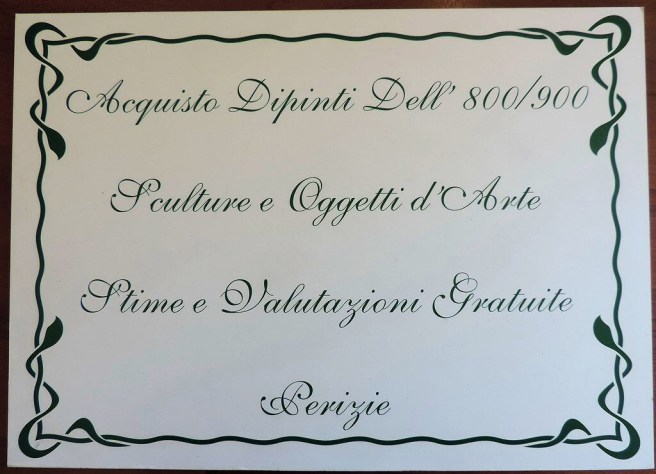 Acquisto Dipinti Dell' 800/900
Sculture e Oggetti d'Arte
Stime e Valutazioni Gratuite
Perizie